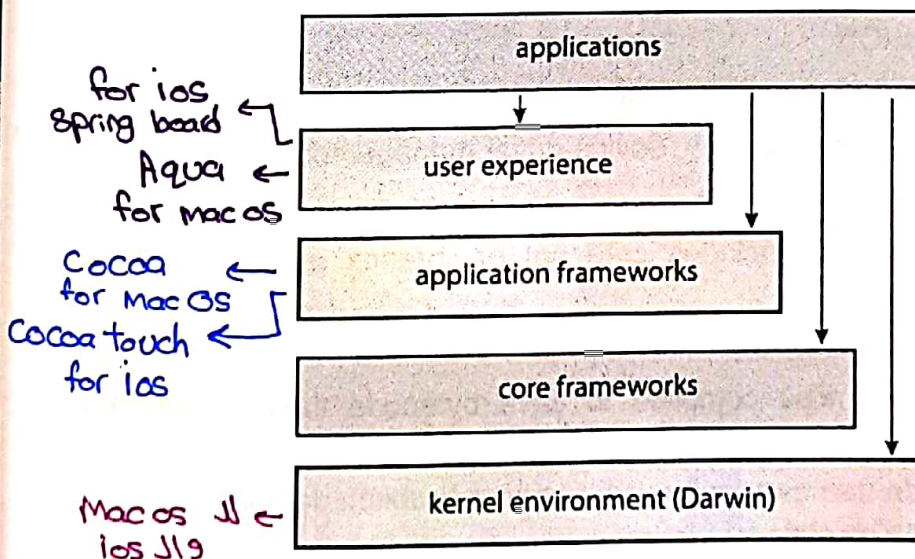 applications
for ios
spring board
user experience
Aqua
for mac os
application frameworks
Cocoa
for Mac OS
Cocoa touch
for ios
core frameworks
kernel environment (Darwin)
Mac os لل
ios وال